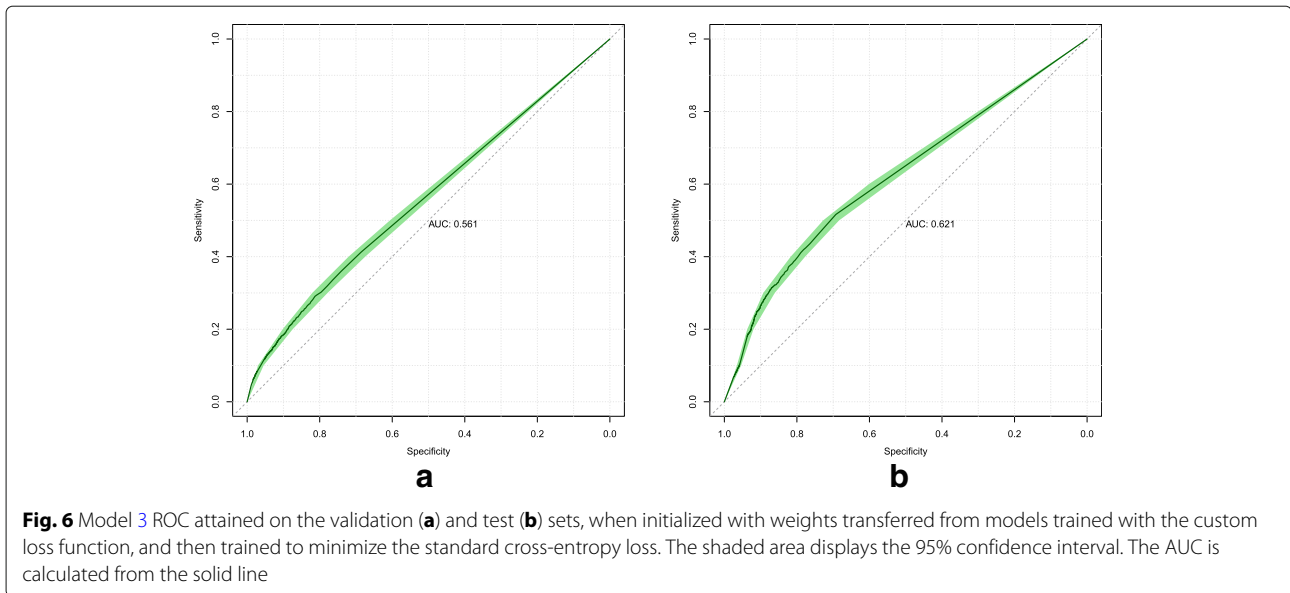 1.0
0.8
0.6
0.4
0.2
0.0
Sensitivity
AUC: 0.561
1.0 0.8 0.6 0.4 0.2 0.0
Specificity
a
1.0
0.8
0.6
0.4
0.2
0.0
Sensitivity
AUC: 0.621
1.0 0.8 0.6 0.4 0.2 0.0
Specificity
b
Fig. 6 Model 3 ROC attained on the validation (a) and test (b) sets, when initialized with weights transferred from models trained with the custom
loss function, and then trained to minimize the standard cross-entropy loss. The shaded area displays the 95% confidence interval. The AUC is
calculated from the solid line